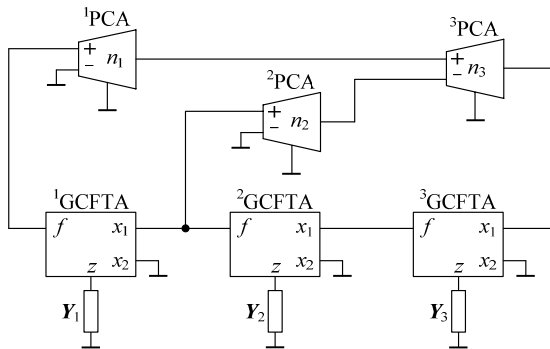 ¹PCA
+
−
n₁
³PCA
+
−
n₃
²PCA
+
−
n₂
¹GCFTA
f
x₁
x₂
z
²GCFTA
f
x₁
x₂
z
³GCFTA
f
x₁
x₂
z
Y₁
Y₂
Y₃